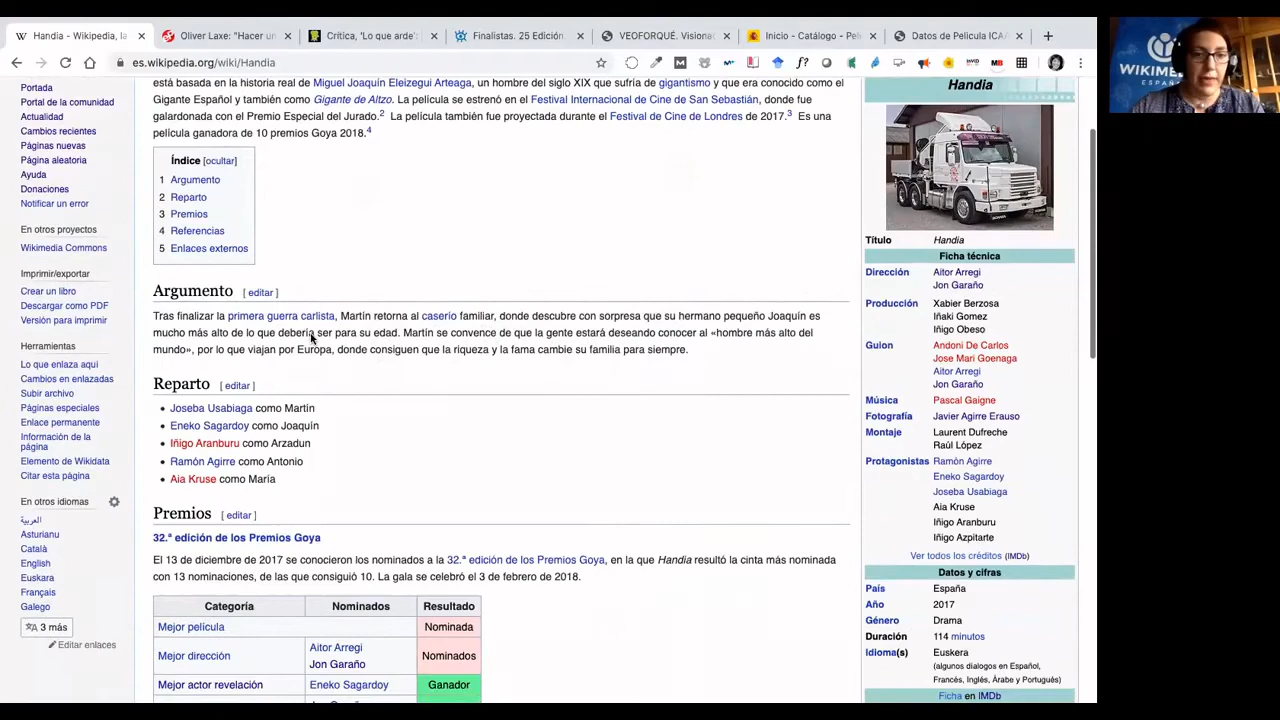 Handia - Wikipedia, la
Oliver Laxe: "Hacer un
Crítica, 'Lo que arde':
Finalistas. 25 Edición.
VEOFORQUÉ. Visionad
Inicio - Catálogo - Pel
Datos de Película ICA
es.wikipedia.org/wiki/Handia
WIKIMED
Portada
Portal de la comunidad
Actualidad
Cambios recientes
Páginas nuevas
Página aleatoria
Ayuda
Donaciones
Notificar un error
En otros proyectos
Wikimedia Commons
Imprimir/exportar
Crear un libro
Descargar como PDF
Versión para imprimir
Herramientas
Lo que enlaza aquí
Cambios en enlazadas
Subir archivo
Páginas especiales
Enlace permanente
Información de la
página
Elemento de Wikidata
Citar esta página
En otros idiomas
العربية
Asturianu
Català
English
Euskara
Français
Galego
3 más
Editar enlaces
está basada en la historia real de Miguel Joaquín Eleizegui Arteaga, un hombre del siglo XIX que sufría de gigantismo y que era conocido como el
Gigante Español y también como Gigante de Altzo. La película se estrenó en el Festival Internacional de Cine de San Sebastián, donde fue
galardonada con el Premio Especial del Jurado.2 La película también fue proyectada durante el Festival de Cine de Londres de 2017.3 Es una
película ganadora de 10 premios Goya 2018.4
Índice [ocultar]
1 Argumento
2 Reparto
3 Premios
4 Referencias
5 Enlaces externos
Argumento [ editar ]
Tras finalizar la primera guerra carlista, Martín retorna al caserío familiar, donde descubre con sorpresa que su hermano pequeño Joaquín es
mucho más alto de lo que debería ser para su edad. Martín se convence de que la gente estará deseando conocer al «hombre más alto del
mundo», por lo que viajan por Europa, donde consiguen que la riqueza y la fama cambie su familia para siempre.
Reparto [ editar ]
Joseba Usabiaga como Martín
Eneko Sagardoy como Joaquín
Iñigo Aranburu como Arzadun
Ramón Agirre como Antonio
Aia Kruse como María
Premios [ editar ]
32.ª edición de los Premios Goya
El 13 de diciembre de 2017 se conocieron los nominados a la 32.ª edición de los Premios Goya, en la que Handia resultó la cinta más nominada
con 13 nominaciones, de las que consiguió 10. La gala se celebró el 3 de febrero de 2018.
Categoría Nominados Resultado
Mejor película Nominada
Mejor dirección Aitor Arregi
Jon Garaño Nominados
Mejor actor revelación Eneko Sagardoy Ganador
Handia
Título Handia
Ficha técnica
Dirección Aitor Arregi
Jon Garaño
Producción Xabier Berzosa
Iñaki Gomez
Iñigo Obeso
Guion Andoni De Carlos
Jose Mari Goenaga
Aitor Arregi
Jon Garaño
Música Pascal Gaigne
Fotografía Javier Agirre Erauso
Montaje Laurent Dufreche
Raúl López
Protagonistas Ramón Agirre
Eneko Sagardoy
Joseba Usabiaga
Aia Kruse
Iñigo Aranburu
Iñigo Azpitarte
Ver todos los créditos (IMDb)
Datos y cifras
País España
Año 2017
Género Drama
Duración 114 minutos
Idioma(s) Euskera
(algunos dialogos en Español,
Francés, Inglés, Árabe y Portugués)
Ficha en IMDb